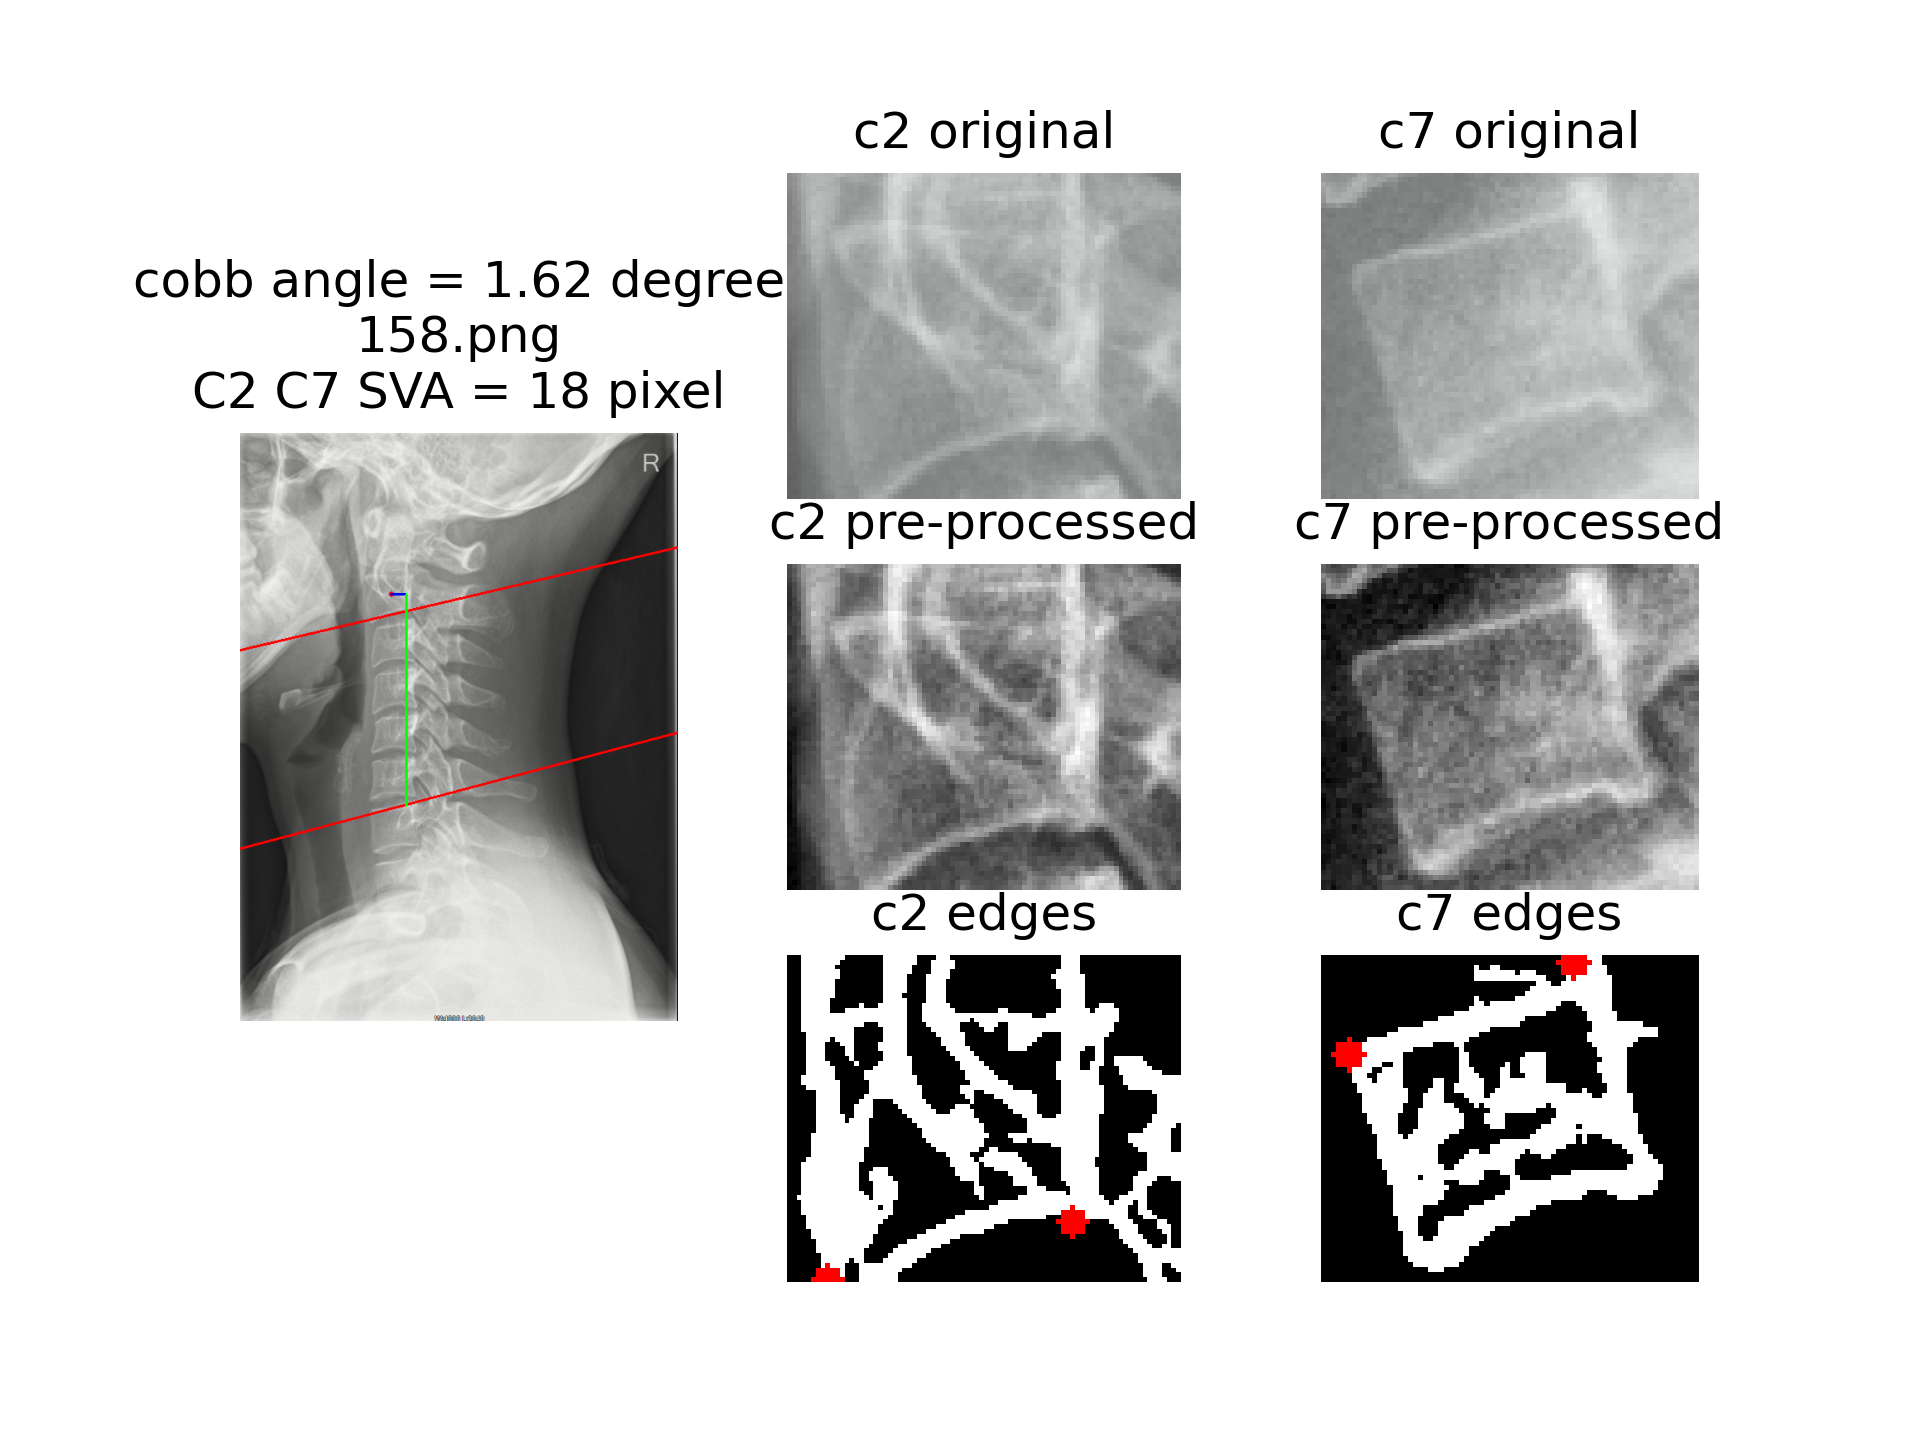 cobb angle = 1.62 degree
158.png
C2 C7 SVA = 18 pixel
R
c2 original
c7 original
c2 pre-processed
c7 pre-processed
c2 edges
c7 edges